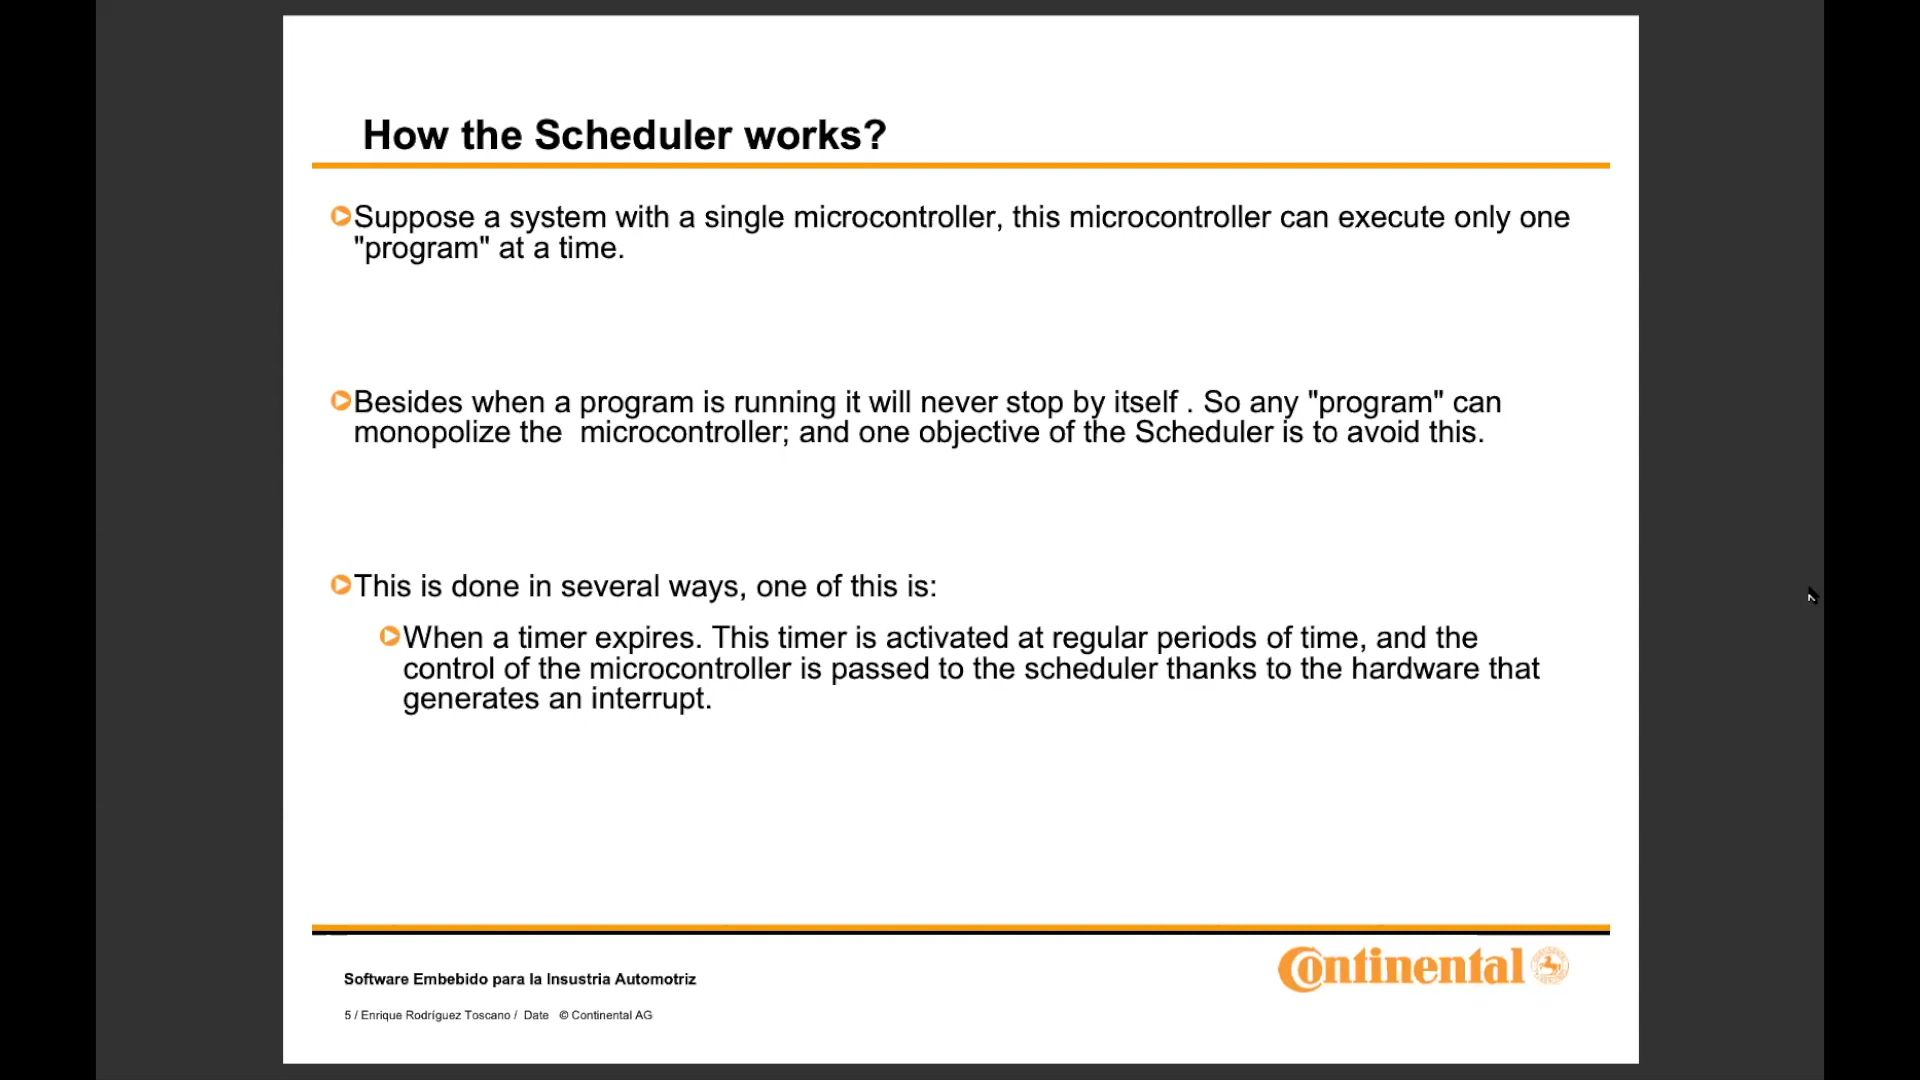 How the Scheduler works?
Suppose a system with a single microcontroller, this microcontroller can execute only one
"program" at a time.
Besides when a program is running it will never stop by itself . So any "program" can
monopolize the  microcontroller; and one objective of the Scheduler is to avoid this.
This is done in several ways, one of this is:
When a timer expires. This timer is activated at regular periods of time, and the
control of the microcontroller is passed to the scheduler thanks to the hardware that
generates an interrupt.
Software Embebido para la Insustria Automotriz
Continental
5 / Enrique Rodríguez Toscano /  Date   © Continental AG